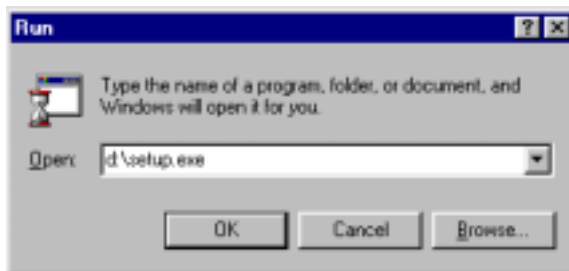 Run
Type the name of a program, folder, or document, and
Windows will open it for you.
Open: d:\setup.exe
OK Cancel Browse...